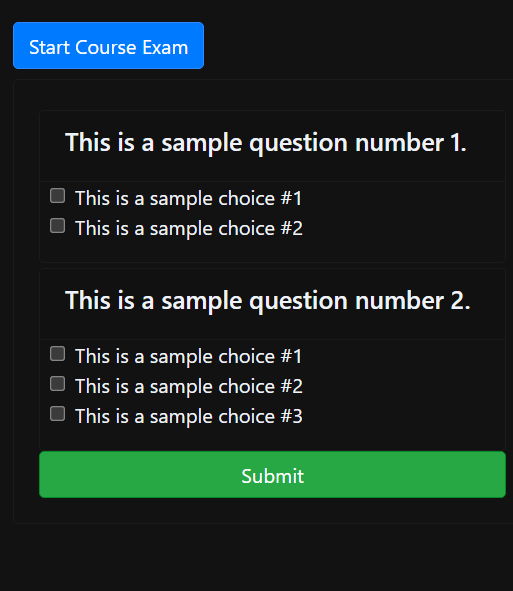 Start Course Exam
This is a sample question number 1.
This is a sample choice #1
This is a sample choice #2
This is a sample question number 2.
This is a sample choice #1
This is a sample choice #2
This is a sample choice #3
Submit